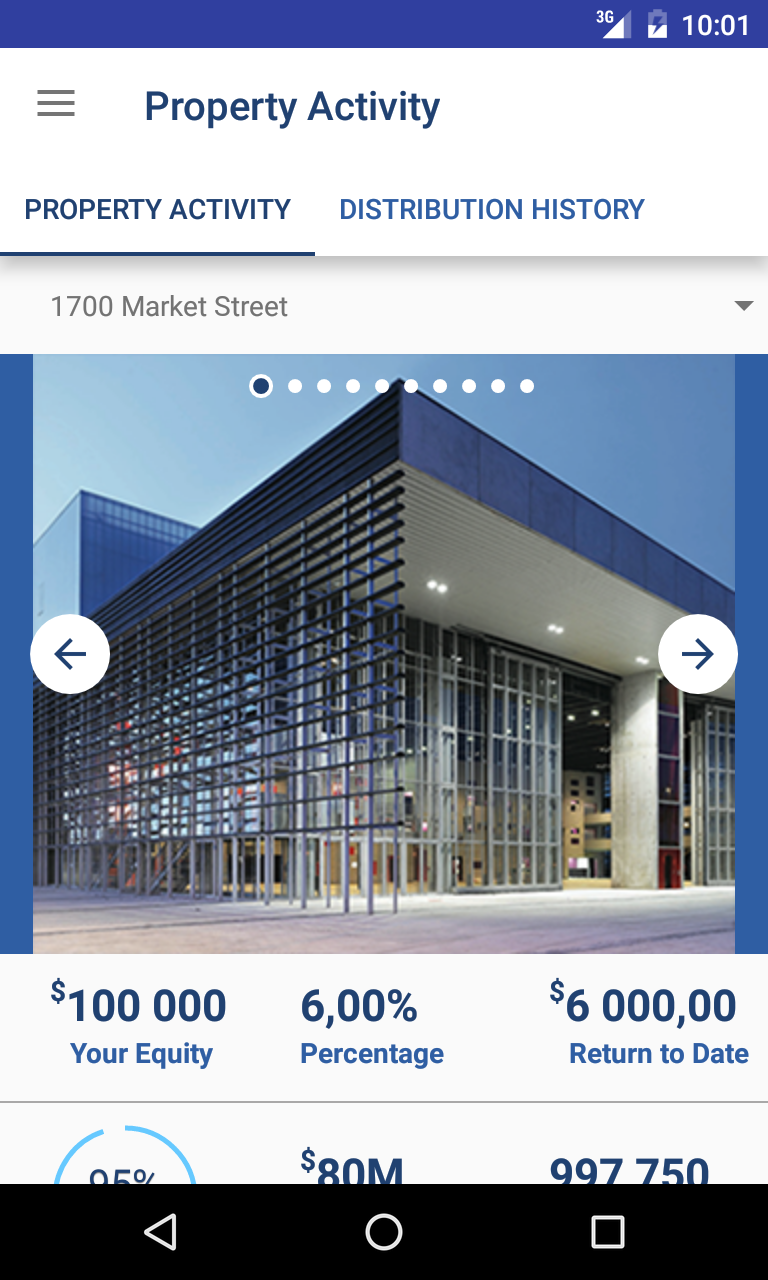 3G 10:01
Property Activity
PROPERTY ACTIVITY DISTRIBUTION HISTORY
1700 Market Street
$100 000 6,00% $6 000,00
Your Equity Percentage Return to Date
95% $80M 997 750